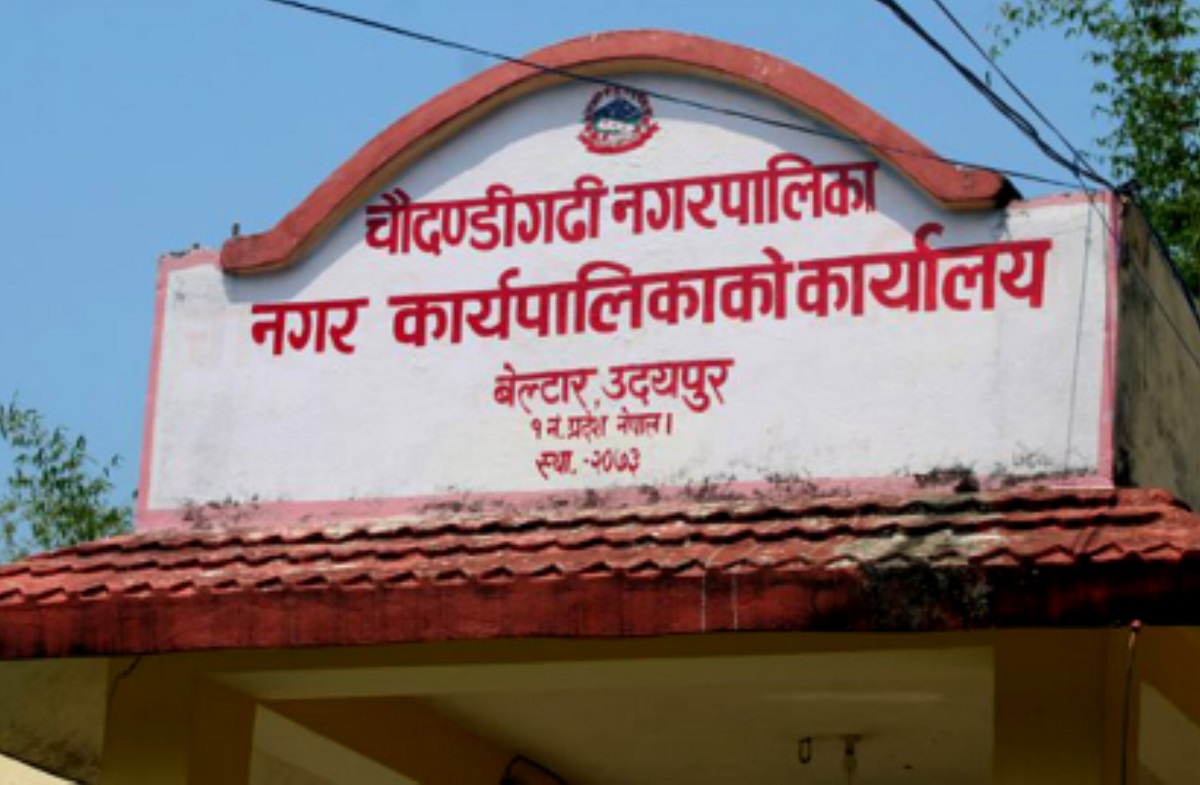 चौदण्डीगढी नगरपालिका
नगर कार्यपालिकाको कार्यालय
बेल्टार, उदयपुर
१ नं. प्रदेश नेपाल।
स्था. -२०७३